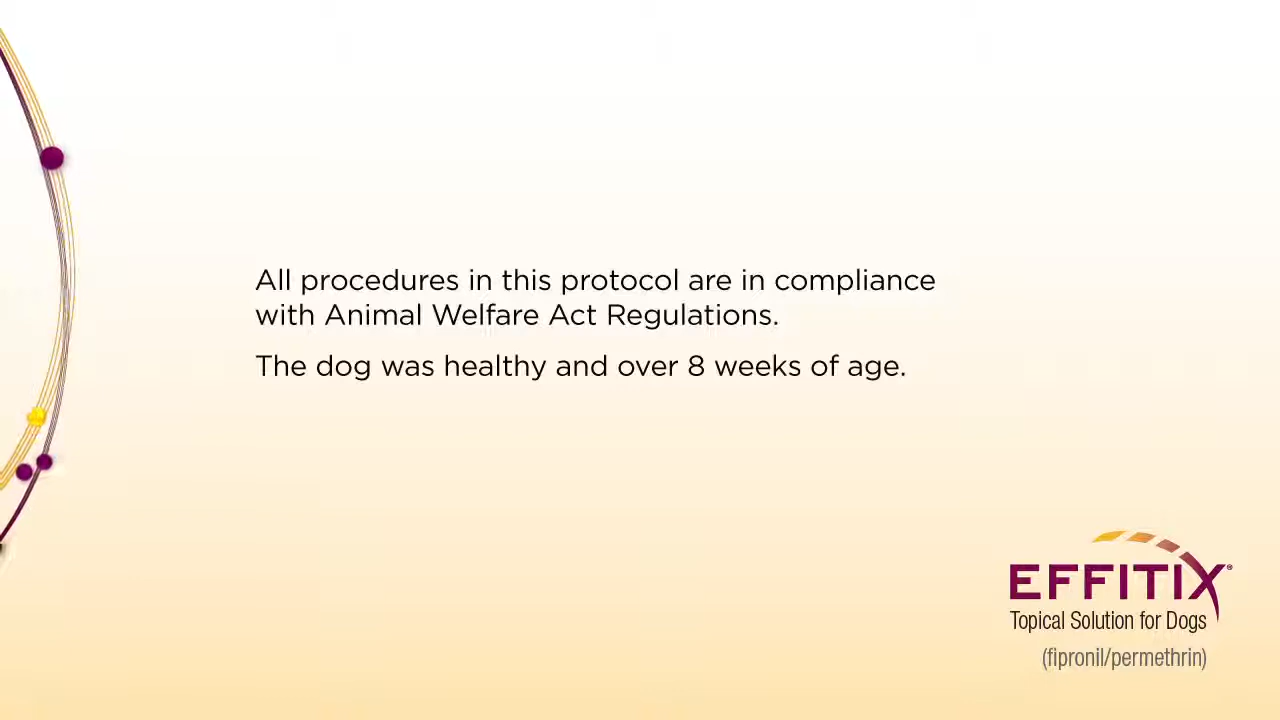 All procedures in this protocol are in compliance
with Animal Welfare Act Regulations.
The dog was healthy and over 8 weeks of age.
EFFITIX®
Topical Solution for Dogs
(fipronil/permethrin)